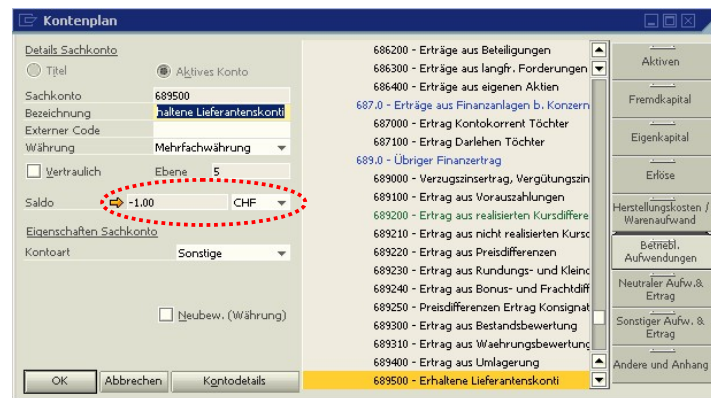 Kontenplan
Details Sachkonto
Titel
Aktives Konto
Sachkonto
689500
Bezeichnung
haltene Lieferantenskonti
Externer Code
Währung
Mehrfachwährung
Vertraulich
Ebene
5
Saldo
-1.00
CHF
Eigenschaften Sachkonto
Kontoart
Sonstige
Neubew. (Währung)
OK
Abbrechen
Kontodetails
686200 - Erträge aus Beteiligungen
686300 - Erträge aus langfr. Forderungen
686400 - Erträge aus eigenen Aktien
687.0 - Erträge aus Finanzanlagen b. Konzern
687000 - Ertrag Kontokorrent Töchter
687100 - Ertrag Darlehen Töchter
689.0 - Übriger Finanzertrag
689000 - Verzugszinsertrag, Vergütungszin
689100 - Ertrag aus Vorauszahlungen
689200 - Ertrag aus realisierten Kursdiffere
689210 - Ertrag aus nicht realisierten Kursd
689220 - Ertrag aus Preisdifferenzen
689230 - Ertrag aus Rundungs- und Kleind
689240 - Ertrag aus Bonus- und Frachtdiff
689250 - Preisdifferenzen Ertrag Konsignat
689300 - Ertrag aus Bestandsbewertung
689310 - Ertrag aus Waehrungsbewertung
689400 - Ertrag aus Umlagerung
689500 - Erhaltene Lieferantenskonti
Aktiven
Fremdkapital
Eigenkapital
Erlöse
Herstellungskosten /
Warenaufwand
Betriebl.
Aufwendungen
Neutraler Aufw.&
Ertrag
Sonstiger Aufw. &
Ertrag
Andere und Anhang